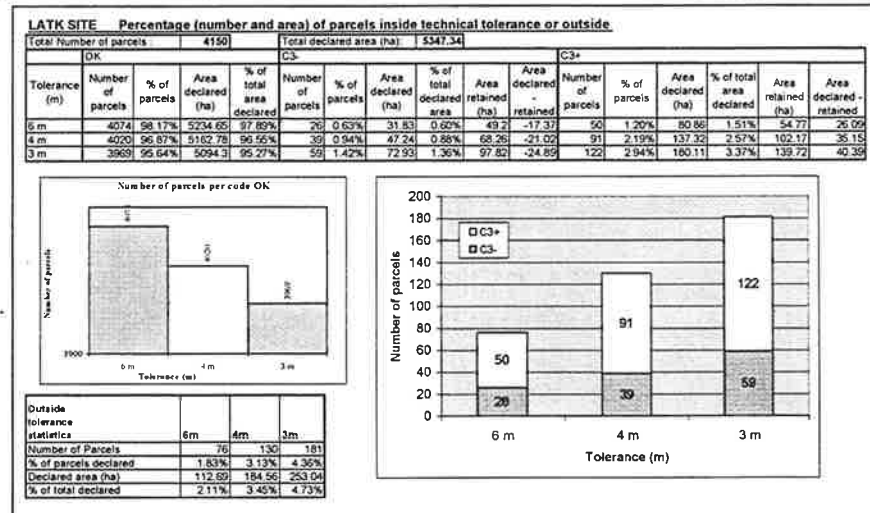 LATK SITE Percentage (number and area) of parcels inside technical tolerance or outside
Total Number of parcels : 4150 Total declared area (ha): 5347.34
OK C3- C3+
Tolerance (m) Number of parcels % of parcels Area declared (ha) % of total area declared Number of parcels % of parcels Area declared (ha) % of total declared area Area retained (ha) Area declared - retained Number of parcels % of parcels Area declared (ha) % of total area declared Area retained (ha) Area declared - retained
6 m 4074 98.17% 5234.65 97.89% 26 0.63% 31.83 0.60% 49.2 -17.37 50 1.20% 80.86 1.51% 54.77 26.09
4 m 4020 96.87% 5162.78 96.55% 39 0.94% 47.24 0.88% 68.26 -21.02 91 2.19% 137.32 2.57% 102.17 35.15
3 m 3969 95.64% 5094.3 95.27% 59 1.42% 72.93 1.36% 97.82 -24.89 122 2.94% 180.11 3.37% 139.72 40.39
Number of parcels per code OK
Number of parcels
4020
3969
3900
6 m 4 m 3 m
Tolerance (m)
Number of parcels
200
180
160
140
120
100
80
60
40
20
0
C3+
C3-
50
91
122
39
59
6 m 4 m 3 m
Tolerance (m)
Outside tolerance statistics 6m 4m 3m
Number of Parcels 76 130 181
% of parcels declared 1.83% 3.13% 4.36%
Declared area (ha) 112.69 184.56 253.04
% of total declared 2.11% 3.45% 4.73%